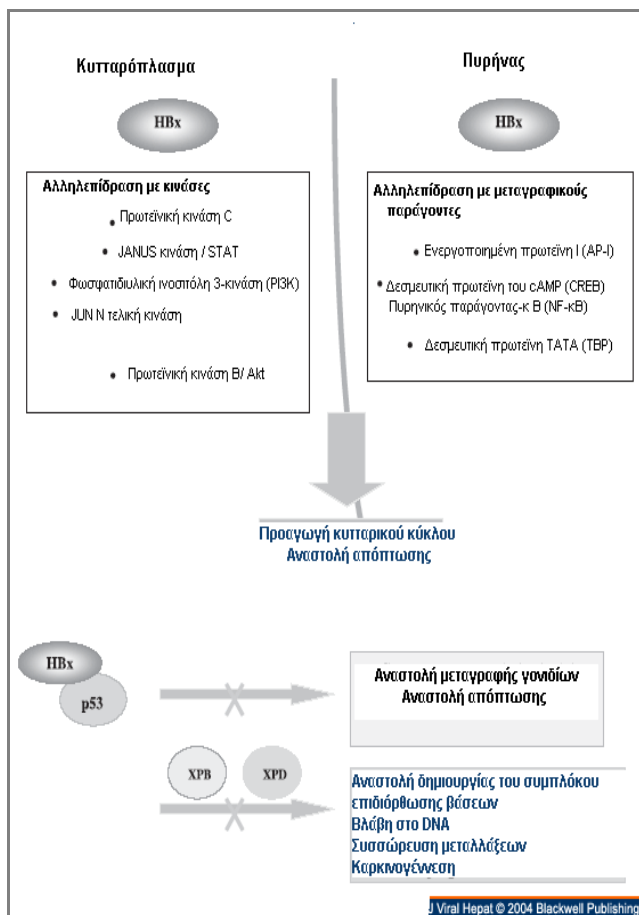 Κυτταρόπλασμα
Πυρήνας
HBx
HBx
Αλληλεπίδραση με κινάσες
• Πρωτεϊνική κινάση C
• JANUS κινάση / STAT
• Φωσφατιδυλική ινοσιτόλη 3-κινάση (PI3K)
• JUN N τελική κινάση
• Πρωτεϊνική κινάση Β/ Akt
Αλληλεπίδραση με μεταγραφικούς
παράγοντες
• Ενεργοποιημένη πρωτεϊνη Ι (AP-I)
• Δεσμευτική πρωτεϊνη του cAMP (CREB)
Πυρηνικός παράγοντας-κ Β (NF-κΒ)
• Δεσμευτική πρωτεϊνη TATA (TBP)
Προαγωγή κυτταρικού κύκλου
Αναστολή απόπτωσης
HBx
p53
Αναστολή μεταγραφής γονιδίων
Αναστολή απόπτωσης
XPB
XPD
Αναστολή δημιουργίας του συμπλόκου
επιδιόρθωσης βάσεων
Βλάβη στο DNA
Συσσώρευση μεταλλάξεων
Καρκινογέννεση
J Viral Hepat © 2004 Blackwell Publishing